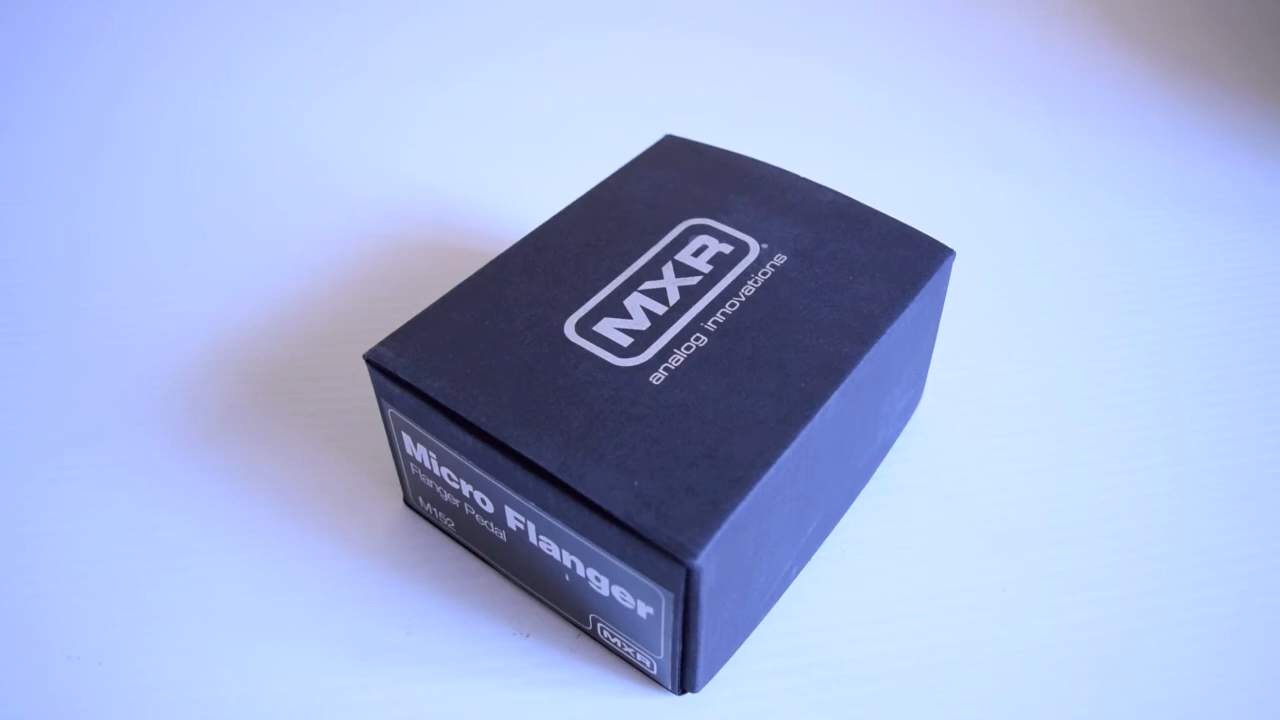 MXR
analog innovations
Micro Flanger
Flanger Pedal
M152
MXR